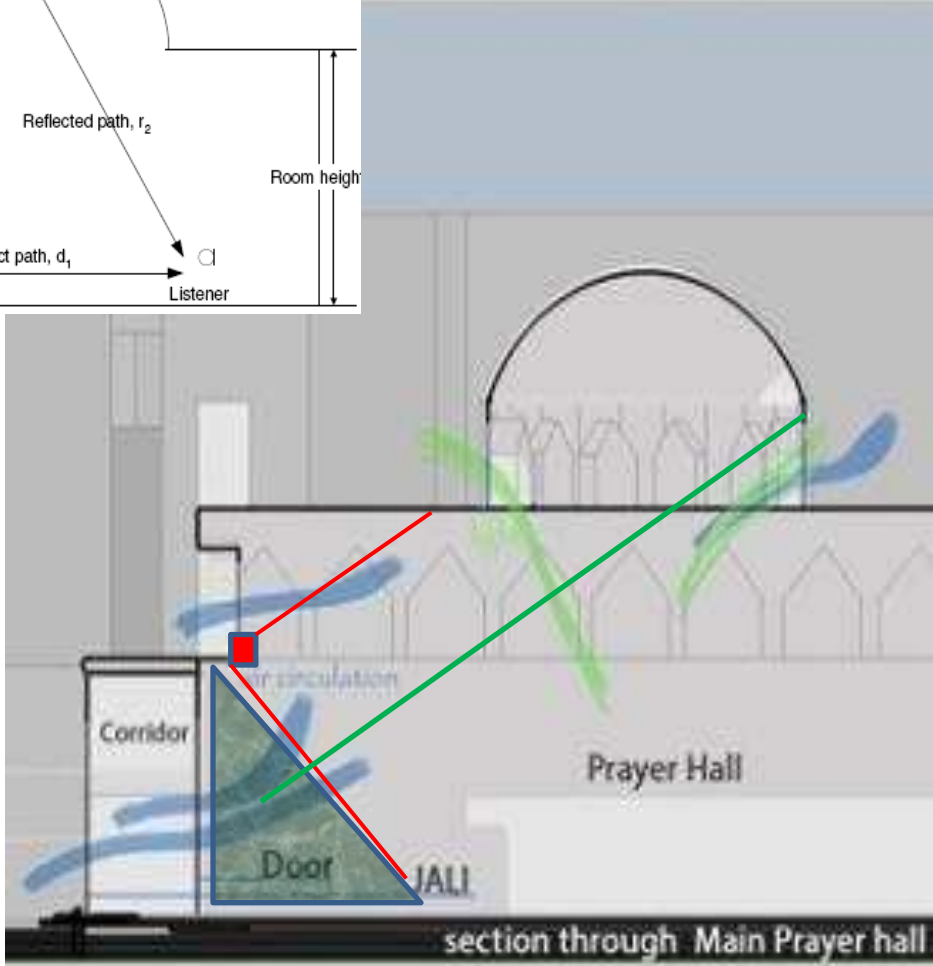 Reflected path, r2
Room heigh
ct path, d1
Listener
r circulation
Corridor
Prayer Hall
Door
JALI
section through Main Prayer hall